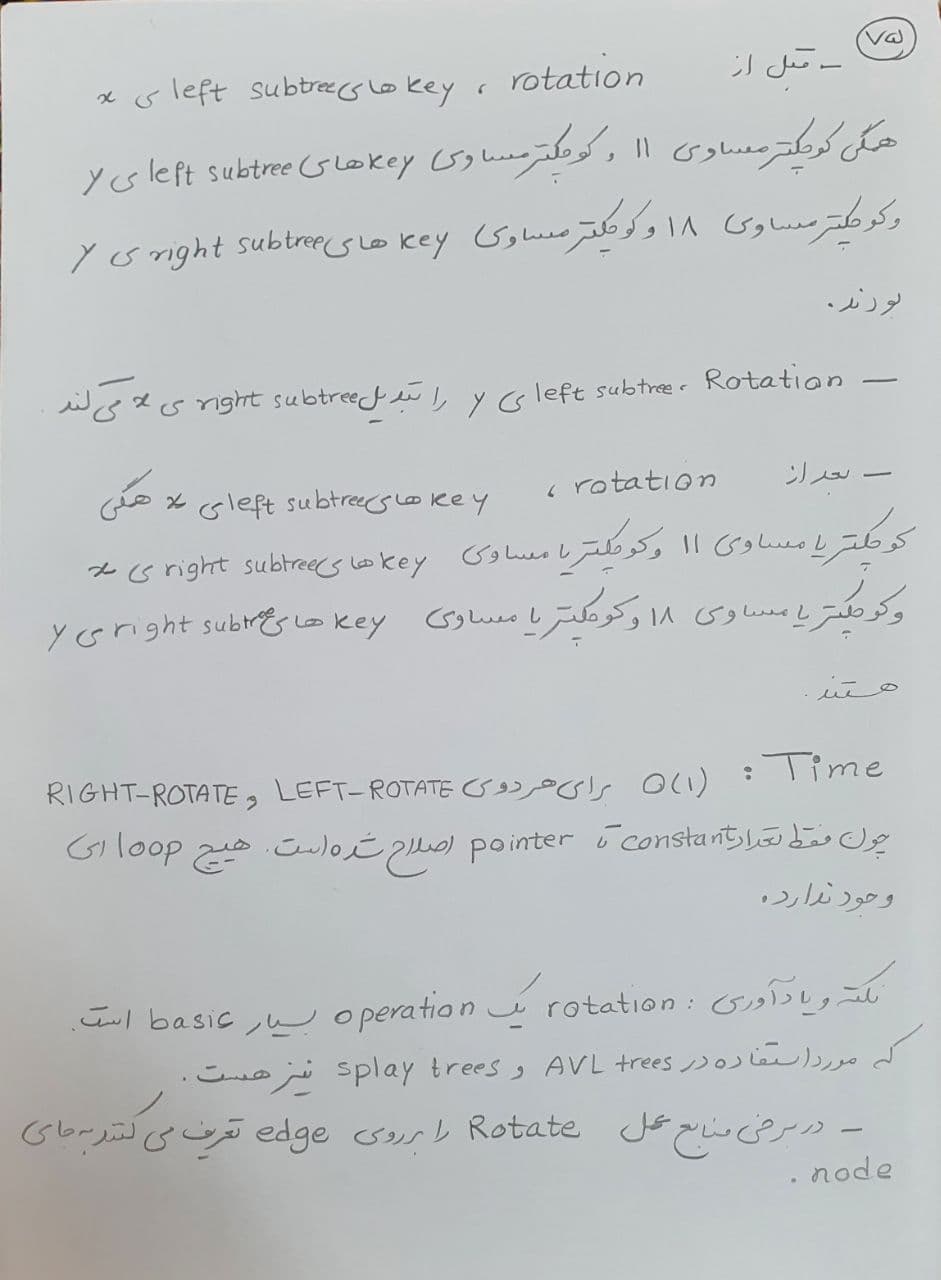 ۷۵
– قبل از rotation ، key های left subtree ی x
همگی کوچکتر مساوی ۱۱ و کوچکتر مساوی key های left subtree ی y
و کوچکتر مساوی ۱۸ و کوچکتر مساوی key های right subtree ی y
بودند.
– Rotation ، left subtree ی y را تبدیل right subtree ی x می‌کند.
– بعد از rotation ، key های left subtree ی x همگی
کوچکتر یا مساوی ۱۱ و کوچکتر یا مساوی key های right subtree ی x
و کوچکتر یا مساوی ۱۸ و کوچکتر یا مساوی key های right subtree ی y
هستند.
Time : O(1) برای هر دوی LEFT-ROTATE و RIGHT-ROTATE
چون فقط تعداد constant تا pointer اصلاح شده است. هیچ loop ای
وجود ندارد.
نکته و یادآوری : rotation یک operation بسیار basic است.
که مورد استفاده در AVL trees و splay trees نیز هست.
– در برخی منابع عمل Rotate را بر روی edge تعریف می کنند به جای
node .